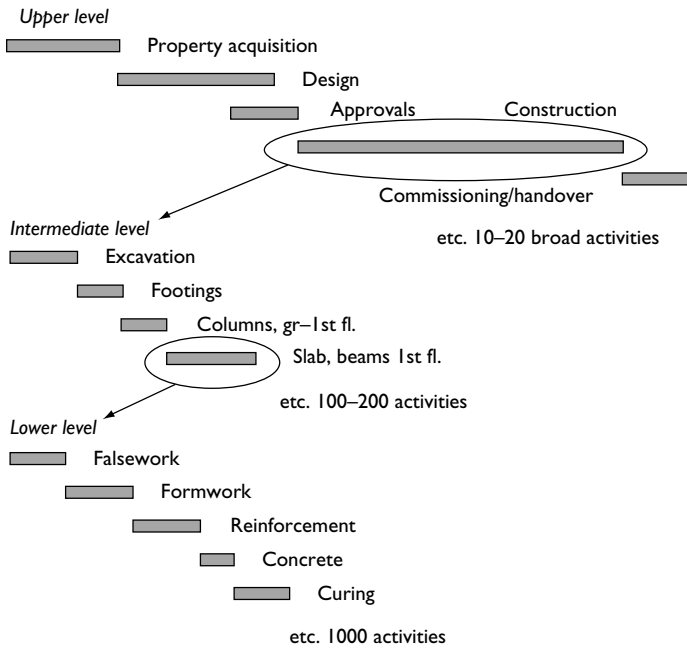 Upper level
Property acquisition
Design
Approvals Construction
Commissioning/handover
etc. 10–20 broad activities
Intermediate level
Excavation
Footings
Columns, gr–1st fl.
Slab, beams 1st fl.
etc. 100–200 activities
Lower level
Falsework
Formwork
Reinforcement
Concrete
Curing
etc. 1000 activities